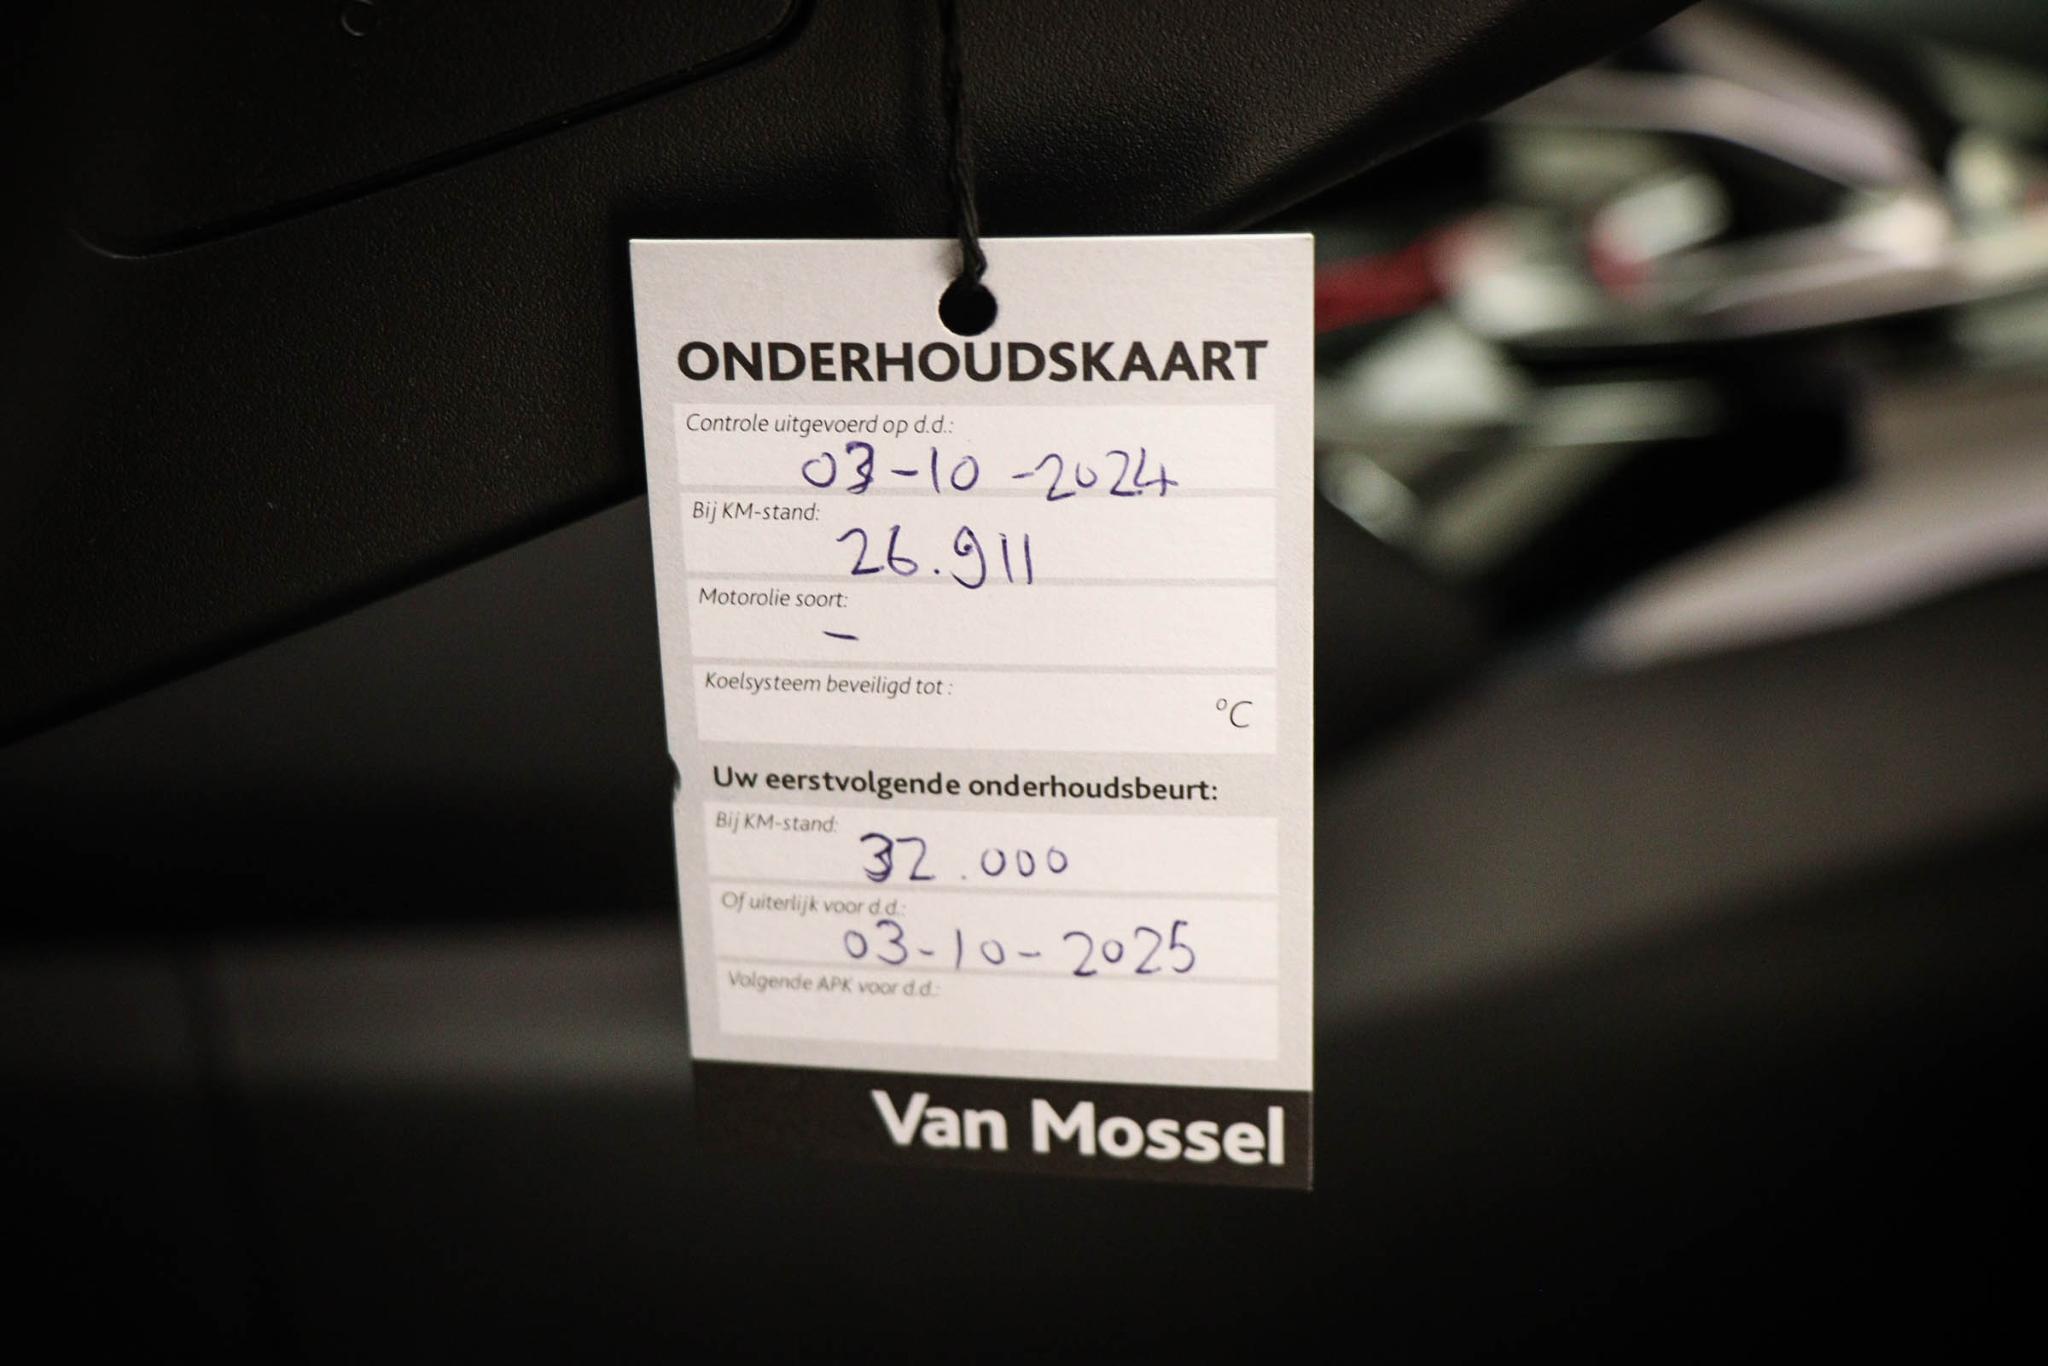 ONDERHOUDSKAART
Controle uitgevoerd op d.d.:
03-10-2024
Bij KM-stand:
26.911
Motorolie soort:
-
Koelsysteem beveiligd tot :
°C
Uw eerstvolgende onderhoudsbeurt:
Bij KM-stand:
32.000
Of uiterlijk voor d.d.:
03-10-2025
Volgende APK voor d.d.:
Van Mossel